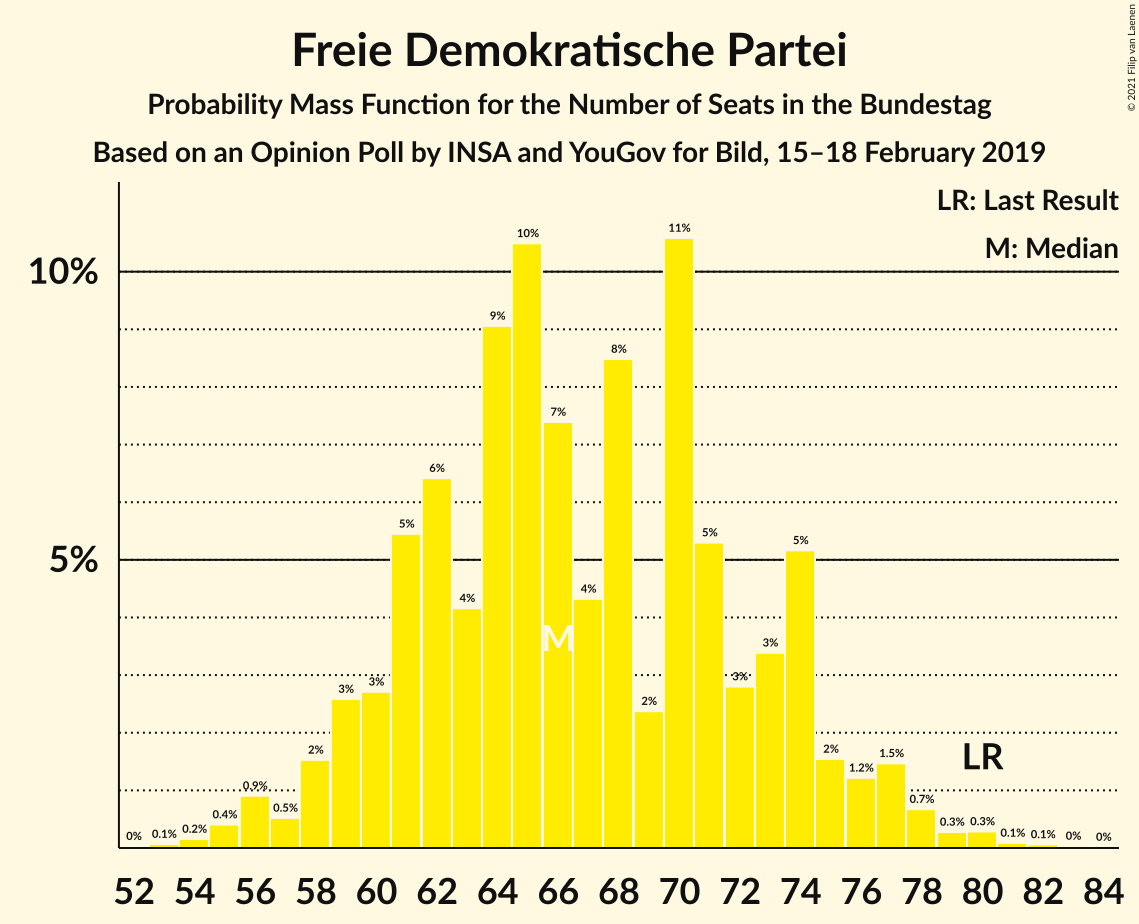 Freie Demokratische Partei
Probability Mass Function for the Number of Seats in the Bundestag
Based on an Opinion Poll by INSA and YouGov for Bild, 15–18 February 2019
© 2021 Filip van Laenen
LR: Last Result
M: Median
10%
5%
0% 0.1% 0.2% 0.4% 0.9% 0.5% 2% 3% 3% 5% 6% 4% 9% 10% 7% 4% 8% 2% 11% 5% 3% 3% 5% 2% 1.2% 1.5% 0.7% 0.3% 0.3% 0.1% 0.1% 0% 0%
M
LR
52 54 56 58 60 62 64 66 68 70 72 74 76 78 80 82 84